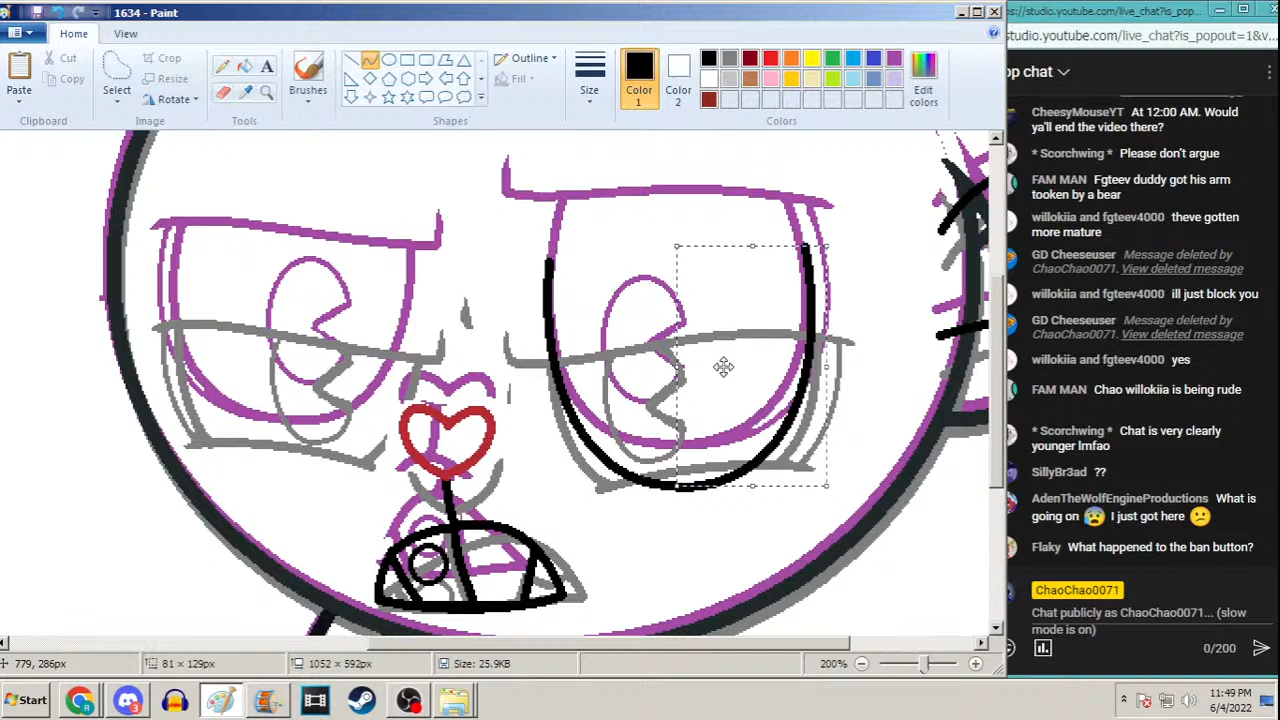 1634 - Paint
https://studio.youtube.com/live_chat?is_pop...
Home
View
studio.youtube.com/live_chat?is_popout=1&v...
Paste
Cut
Copy
Clipboard
Select
Crop
Resize
Rotate
Image
Tools
Brushes
Outline
Fill
Shapes
Size
Color 1
Color 2
Edit colors
Colors
op chat
CheesyMouseYT At 12:00 AM. Would
ya'll end the video there?
* Scorchwing * Please don't argue
FAM MAN Fgteev duddy got his arm
tooken by a bear
willokiia and fgteev4000 theve gotten
more mature
GD Cheeseuser Message deleted by
ChaoChao0071. View deleted message
willokiia and fgteev4000 ill just block you
GD Cheeseuser Message deleted by
ChaoChao0071. View deleted message
willokiia and fgteev4000 yes
FAM MAN Chao willokiia is being rude
* Scorchwing * Chat is very clearly
younger lmfao
SillyBr3ad ??
AdenTheWolfEngineProductions What is
going on 😰 I just got here 😕
Flaky What happened to the ban button?
ChaoChao0071
Chat publicly as ChaoChao0071... (slow
mode is on)
0/200
779, 286px
81 × 129px
1052 × 592px
Size: 25.9KB
200%
Start
3
11:49 PM
6/4/2022